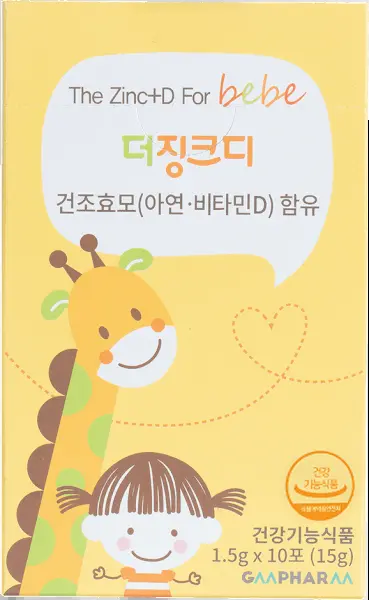 The Zinc+D For bebe
더징크디
건조효모(아연·비타민D) 함유
건강
기능식품
건강기능식품
1.5g x 10포 (15g)
GAAPHARAA